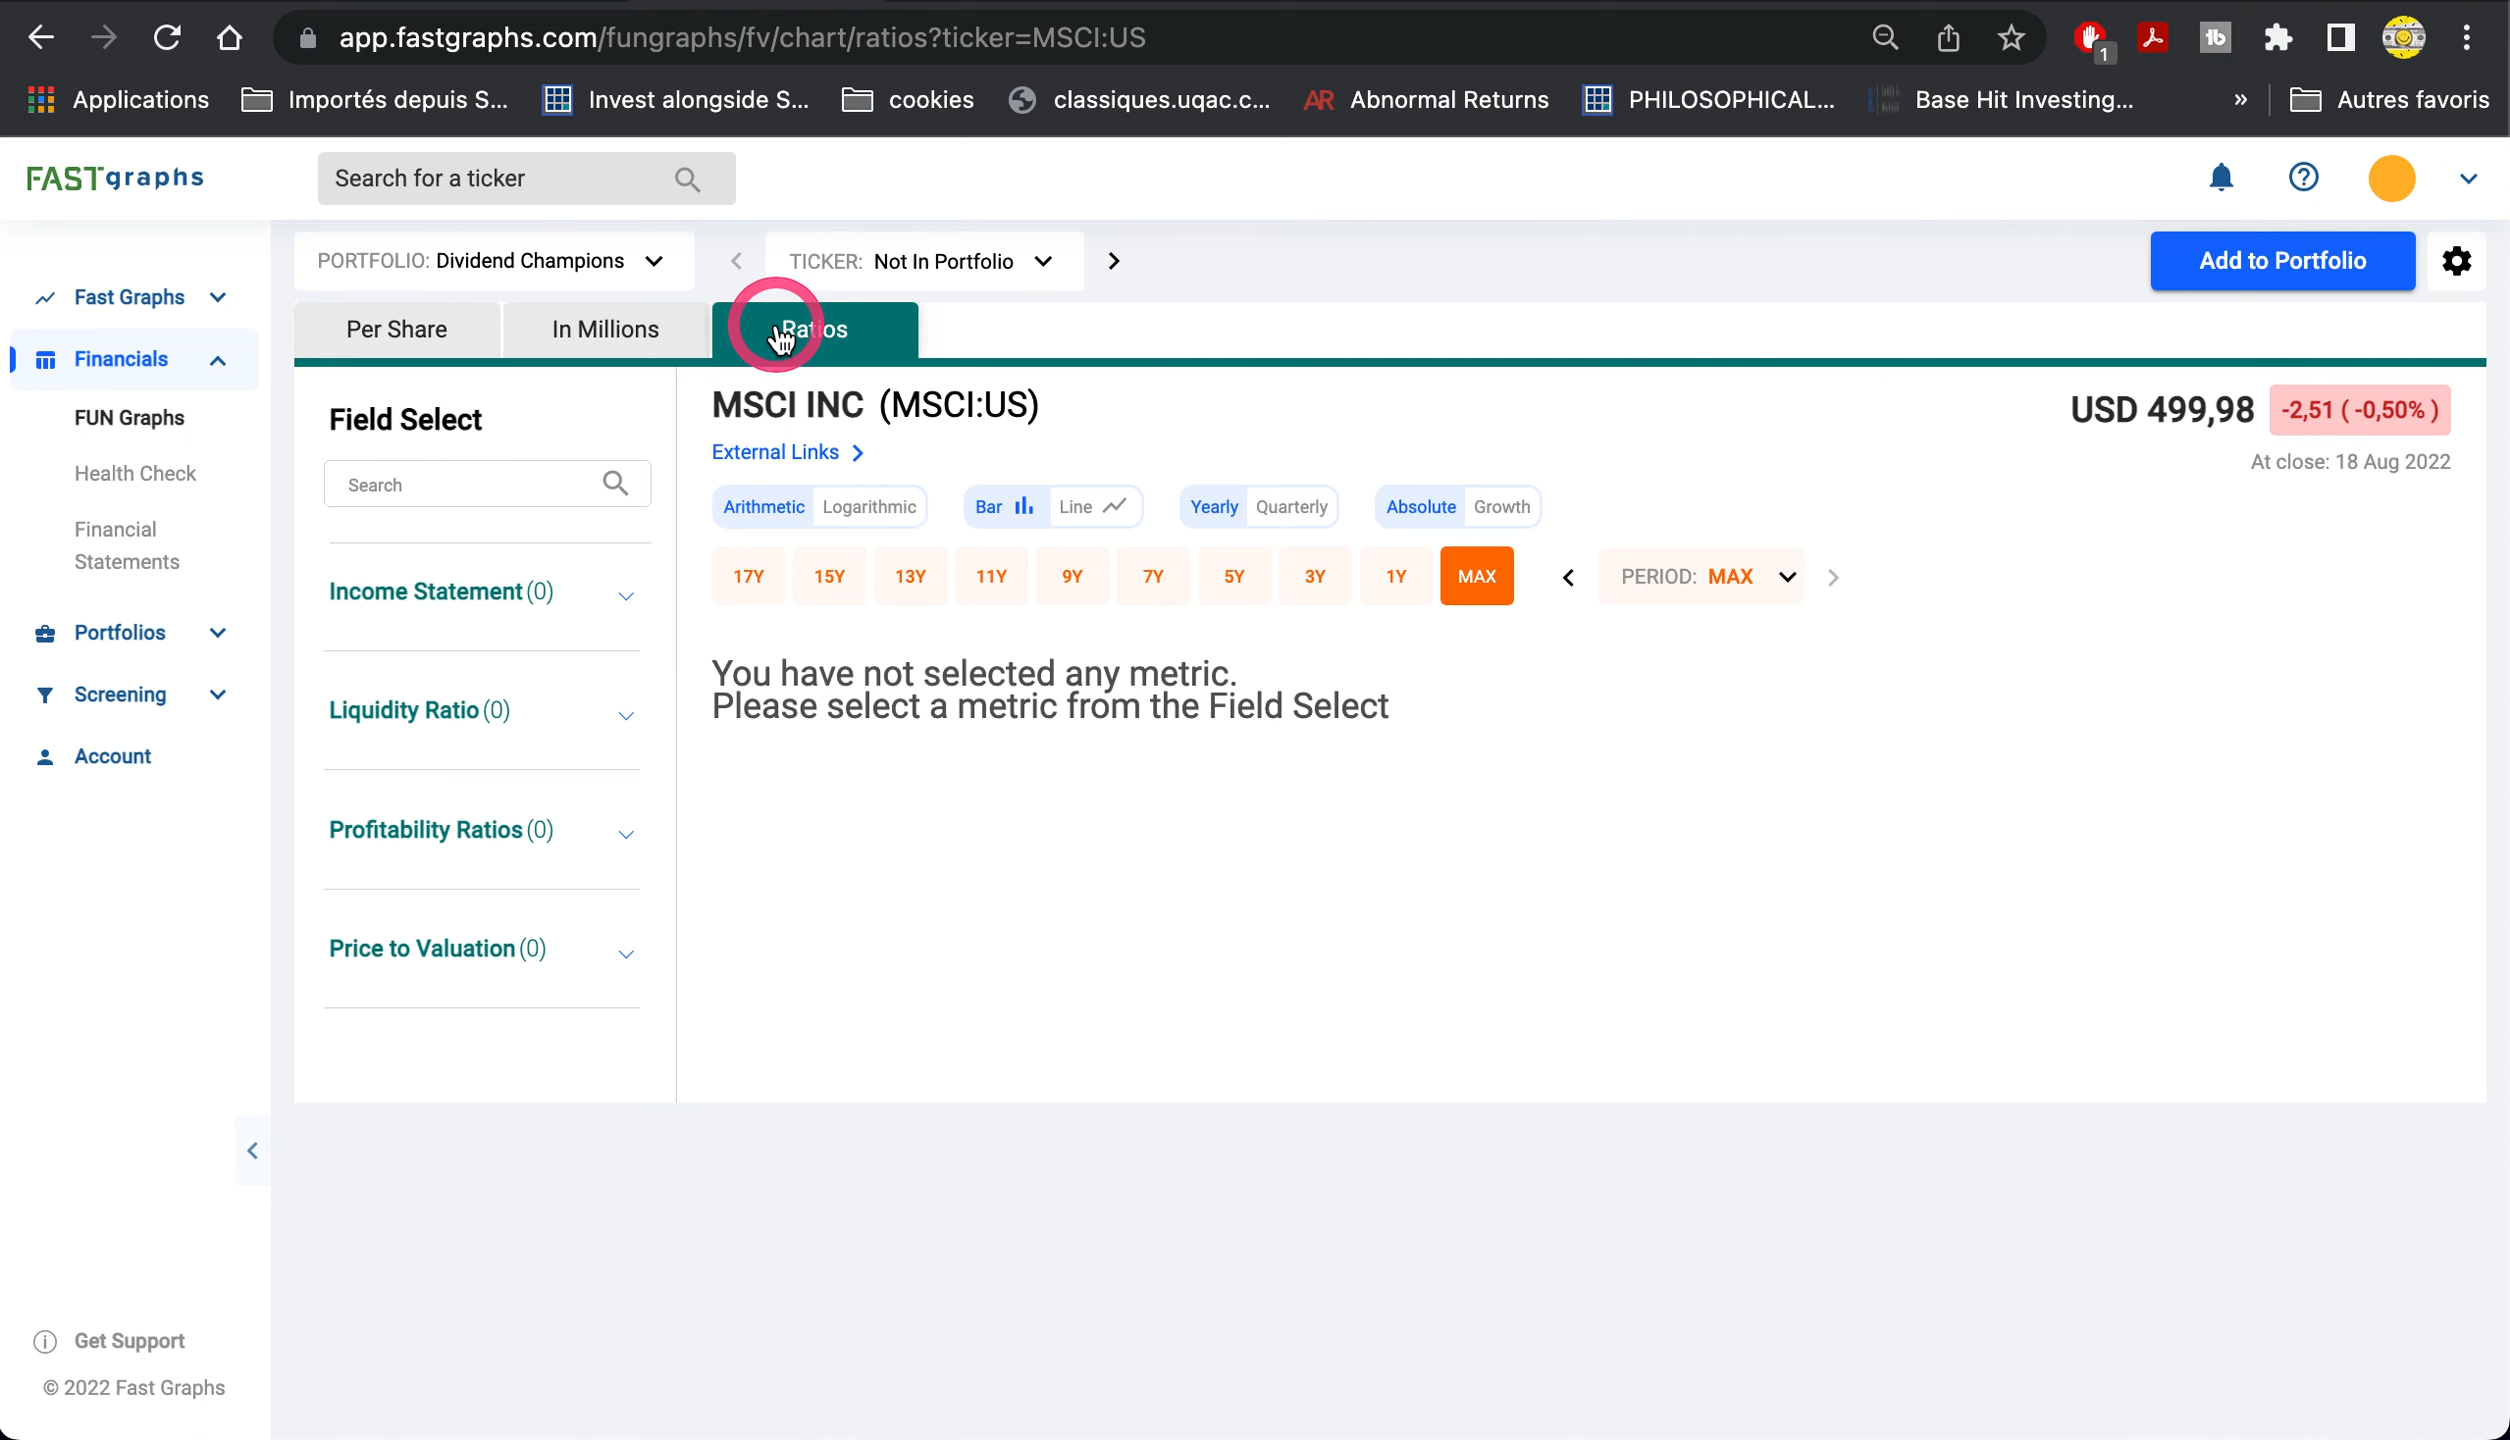 app.fastgraphs.com/fungraphs/fv/chart/ratios?ticker=MSCI:US
1
Applications
Importés depuis S...
Invest alongside S...
cookies
classiques.uqac.c...
AR Abnormal Returns
PHILOSOPHICAL...
Base Hit Investing...
»
Autres favoris
FASTgraphs
Search for a ticker
PORTFOLIO: Dividend Champions
TICKER: Not In Portfolio
Add to Portfolio
Fast Graphs
Financials
FUN Graphs
Health Check
Financial
Statements
Portfolios
Screening
Account
Get Support
© 2022 Fast Graphs
Per Share
In Millions
Ratios
Field Select
Search
Income Statement (0)
Liquidity Ratio (0)
Profitability Ratios (0)
Price to Valuation (0)
MSCI INC (MSCI:US)
External Links
USD 499,98 -2,51 ( -0,50% )
At close: 18 Aug 2022
Arithmetic Logarithmic
Bar Line
Yearly Quarterly
Absolute Growth
17Y 15Y 13Y 11Y 9Y 7Y 5Y 3Y 1Y MAX
PERIOD: MAX
You have not selected any metric.
Please select a metric from the Field Select